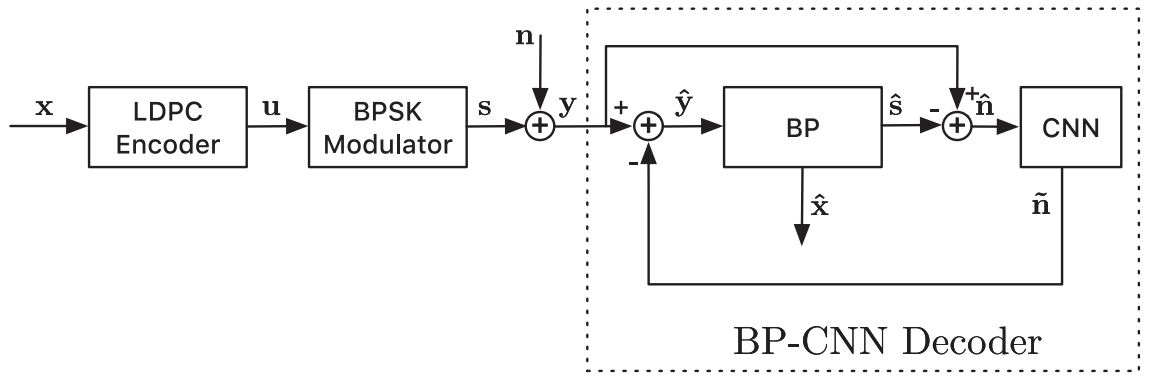 n
x
LDPC
Encoder
u
BPSK
Modulator
s
+
y
+
+
-
ŷ
BP
ŝ
-
+
+
n̂
CNN
x̂
ñ
BP-CNN Decoder